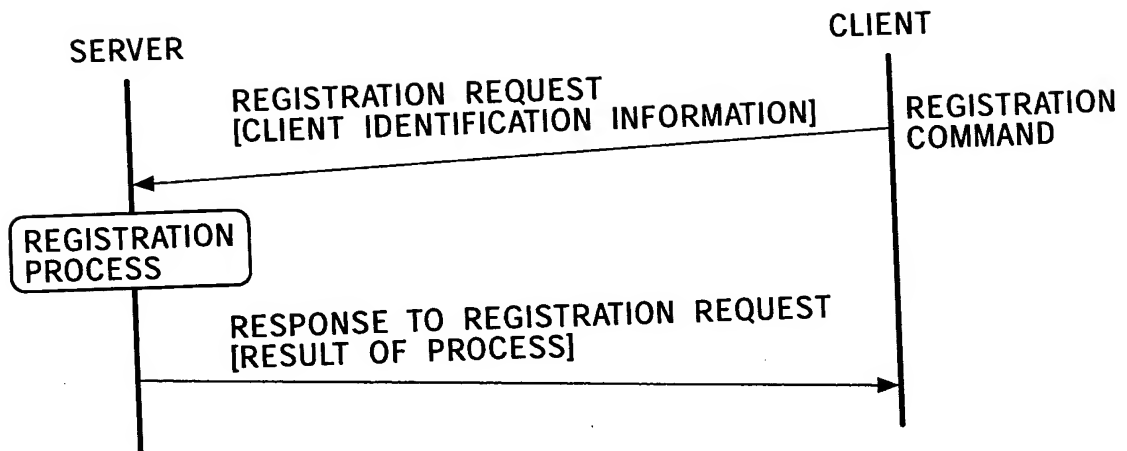 SERVER
CLIENT
REGISTRATION REQUEST
[CLIENT IDENTIFICATION INFORMATION]
REGISTRATION
COMMAND
REGISTRATION
PROCESS
RESPONSE TO REGISTRATION REQUEST
[RESULT OF PROCESS]